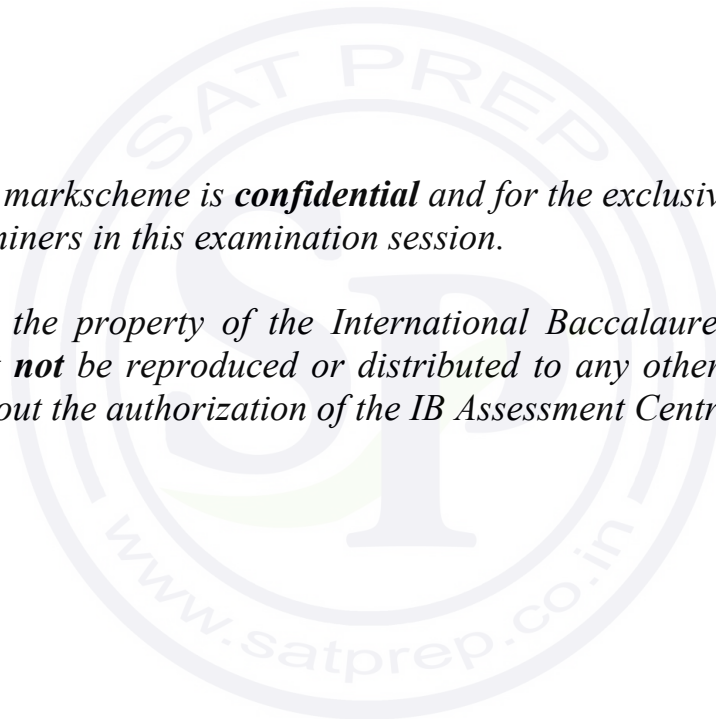 SAT PREP
markscheme is confidential and for the exclusiv
niners in this examination session.
the property of the International Baccalaure
not be reproduced or distributed to any other
out the authorization of the IB Assessment Centr
SP
www.satprep.co.in